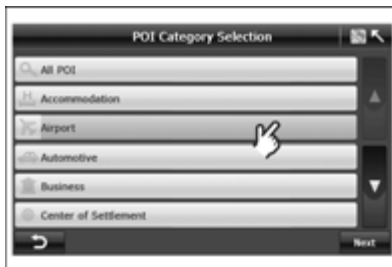 POI Category Selection
All POI
Accommodation
Airport
Automotive
Business
Center of Settlement
Next